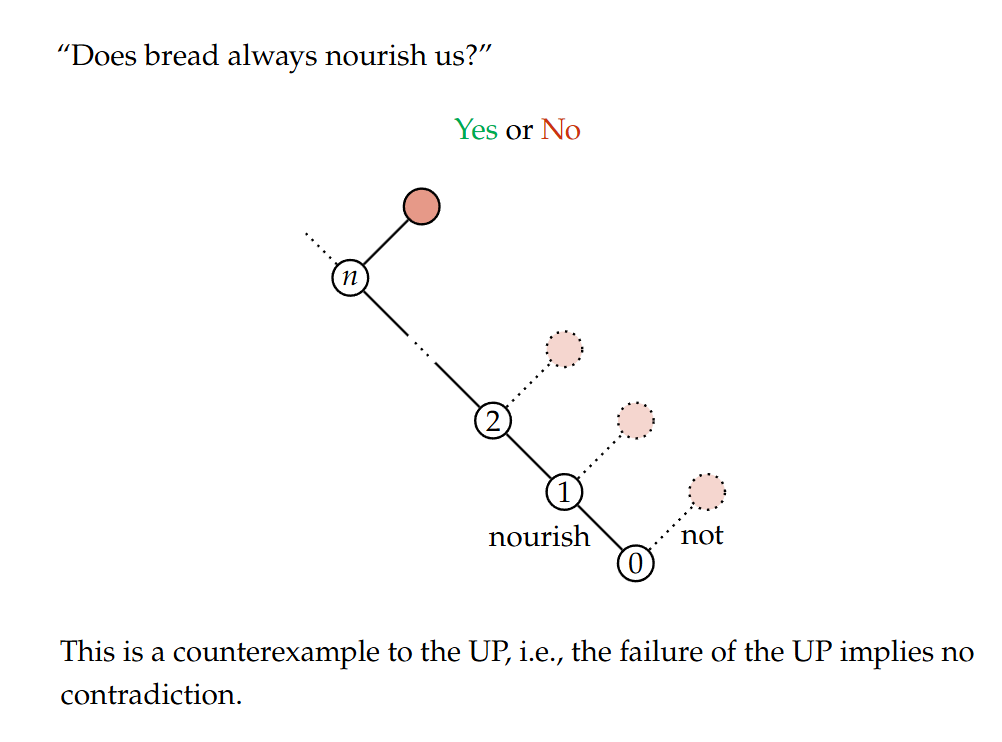 “Does bread always nourish us?”
Yes or No
n
2
1
nourish
not
0
This is a counterexample to the UP, i.e., the failure of the UP implies no
contradiction.